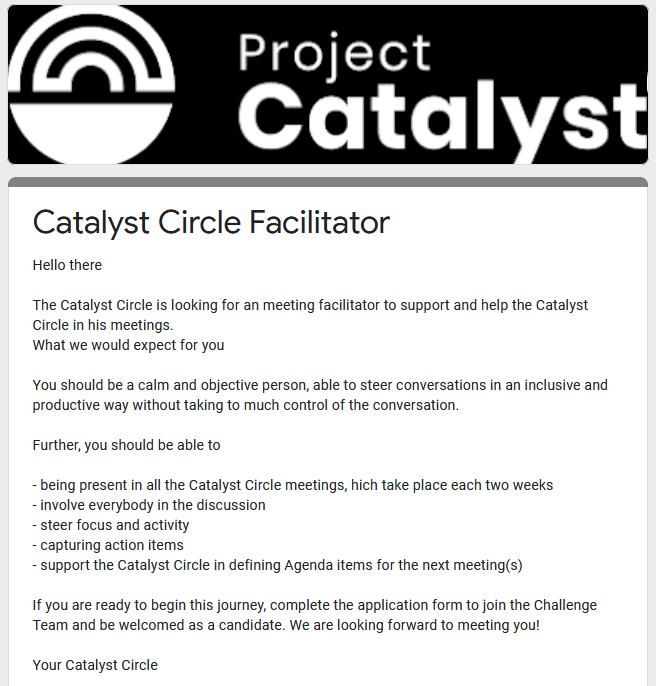 Project
Catalyst
Catalyst Circle Facilitator
Hello there
The Catalyst Circle is looking for an meeting facilitator to support and help the Catalyst
Circle in his meetings.
What we would expect for you
You should be a calm and objective person, able to steer conversations in an inclusive and
productive way without taking to much control of the conversation.
Further, you should be able to
- being present in all the Catalyst Circle meetings, hich take place each two weeks
- involve everybody in the discussion
- steer focus and activity
- capturing action items
- support the Catalyst Circle in defining Agenda items for the next meeting(s)
If you are ready to begin this journey, complete the application form to join the Challenge
Team and be welcomed as a candidate. We are looking forward to meeting you!
Your Catalyst Circle